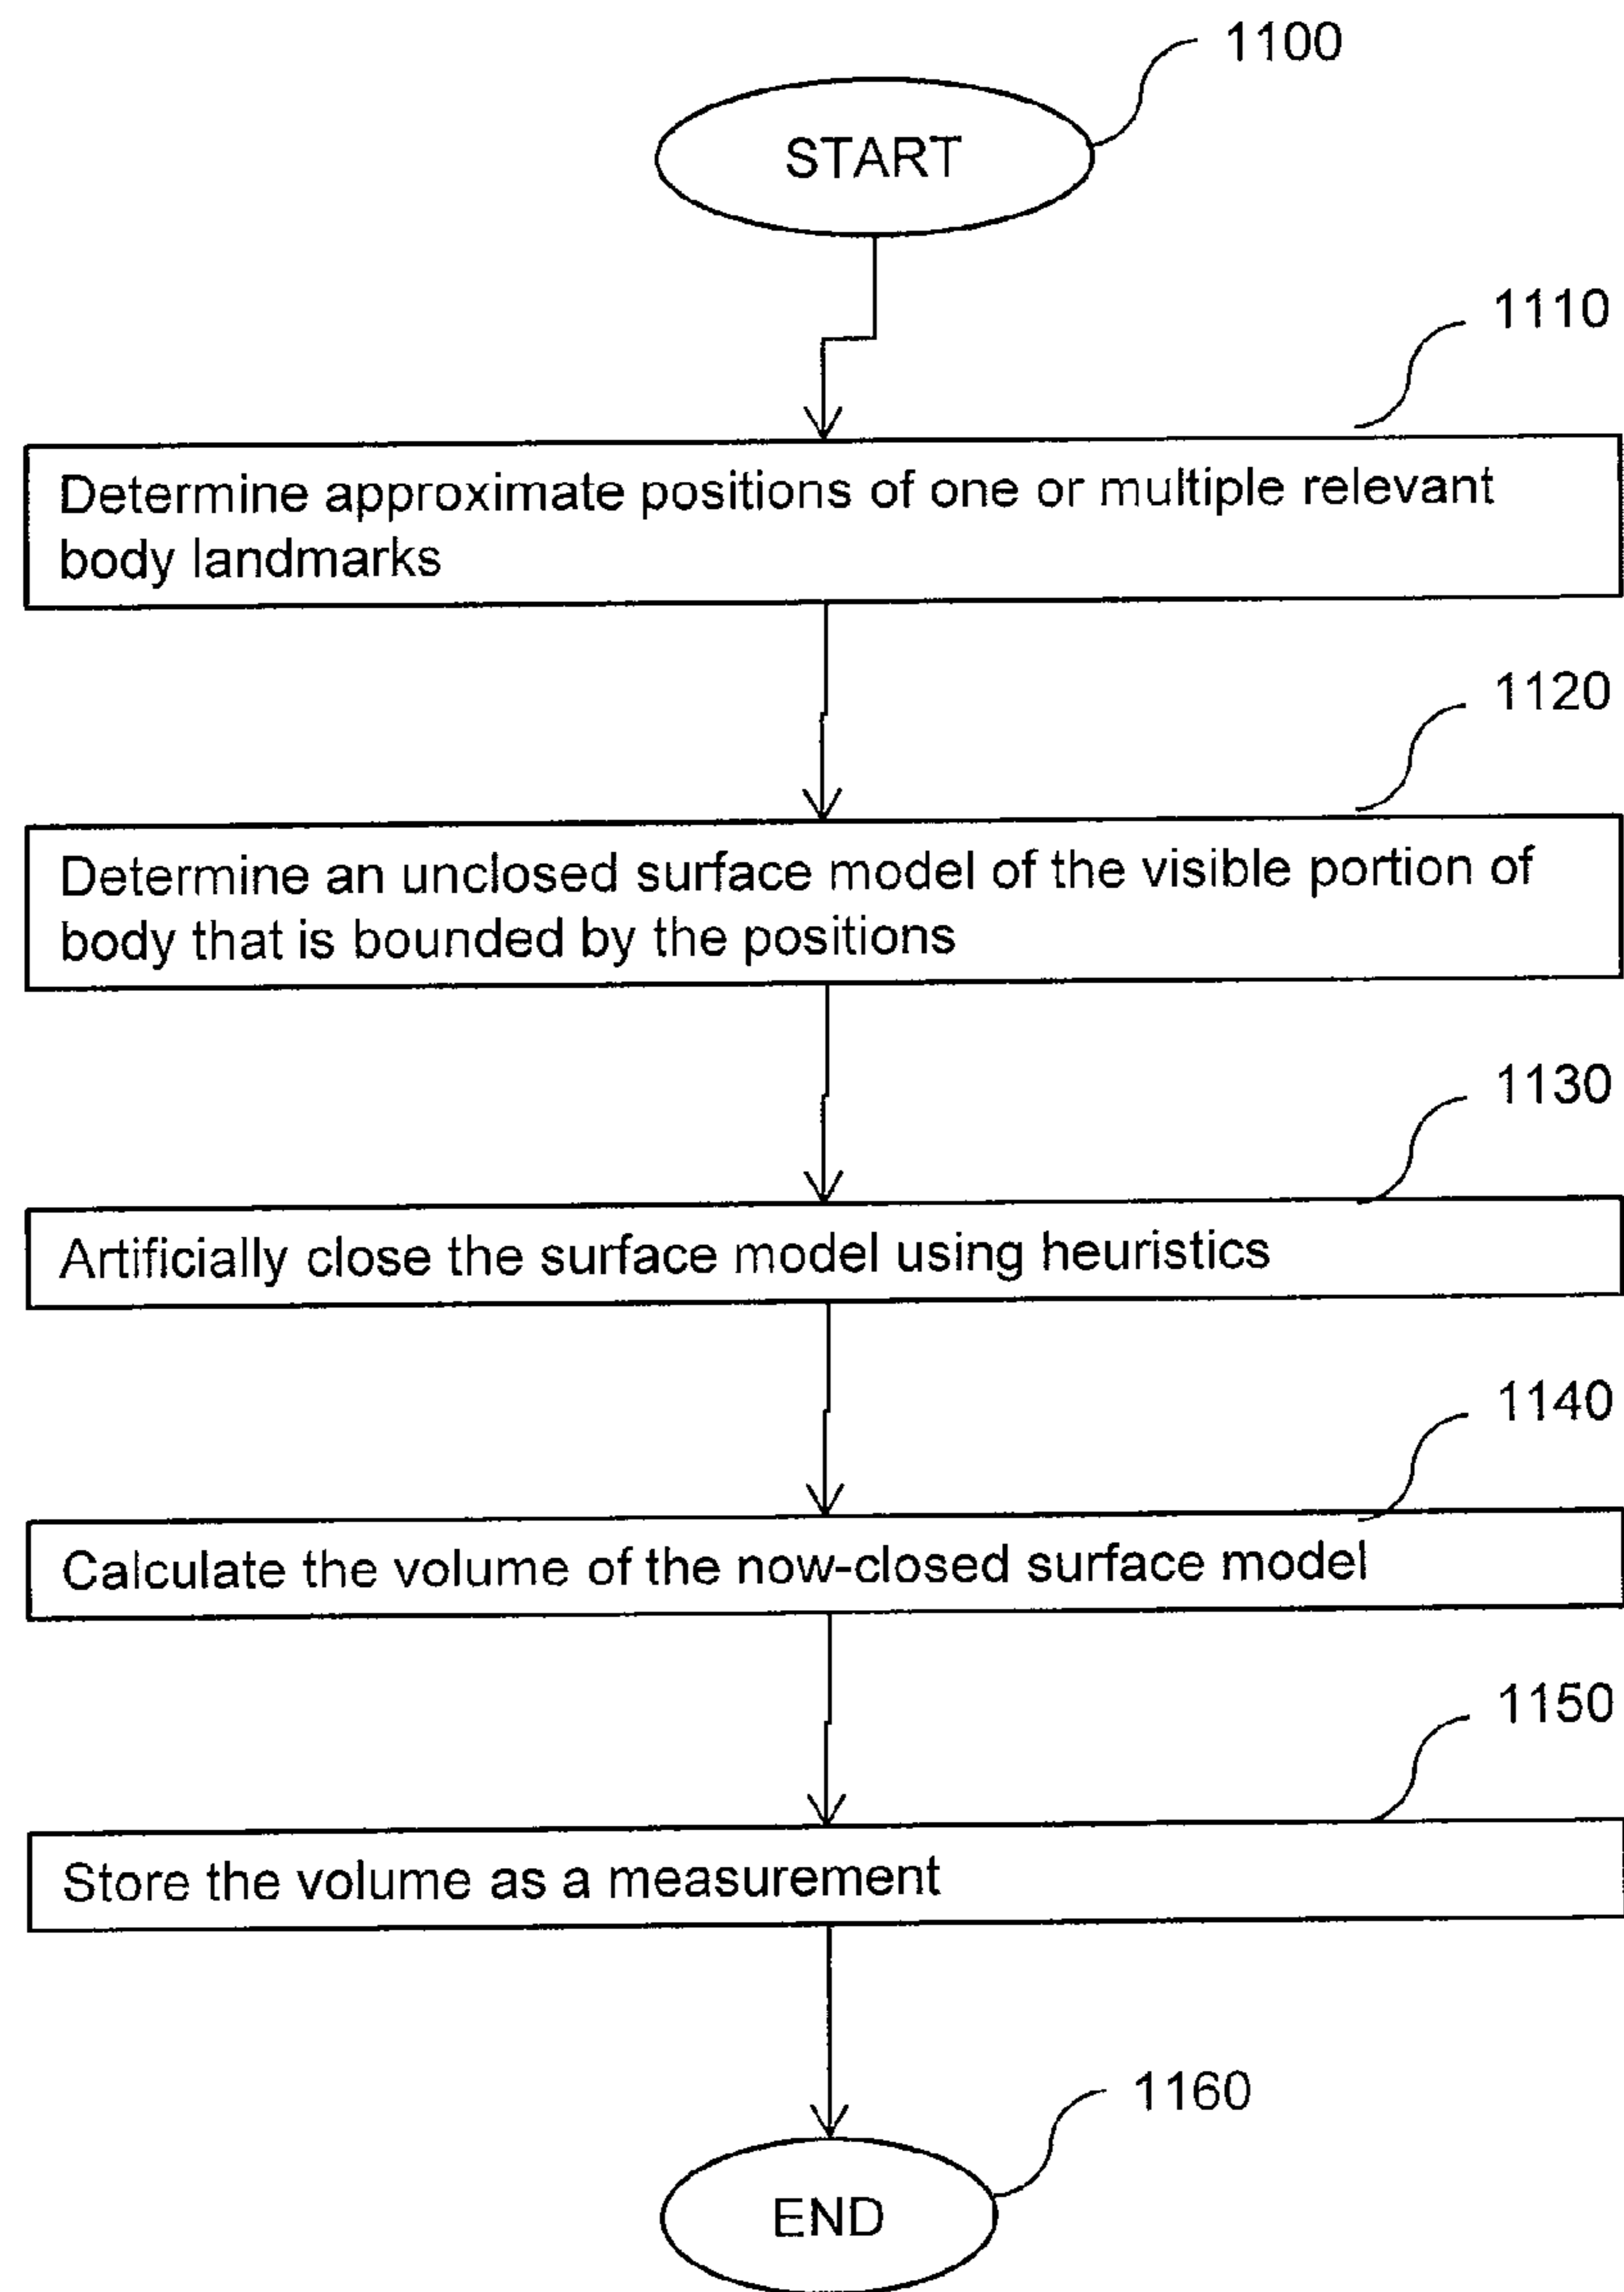 1100
START
1110
Determine approximate positions of one or multiple relevant
body landmarks
1120
Determine an unclosed surface model of the visible portion of
body that is bounded by the positions
1130
Artificially close the surface model using heuristics
1140
Calculate the volume of the now-closed surface model
1150
Store the volume as a measurement
1160
END